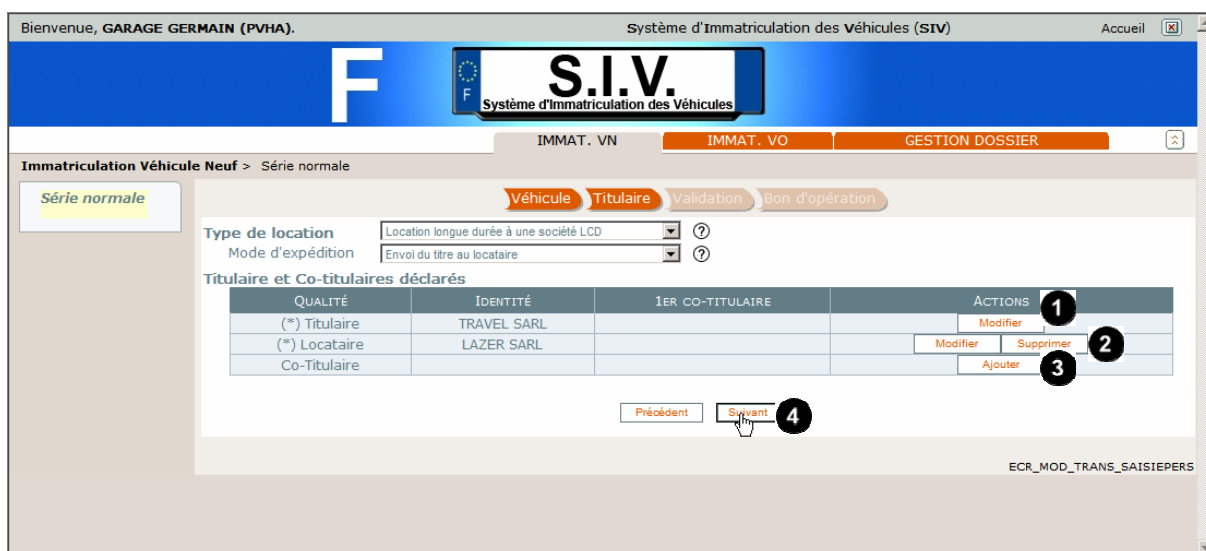 Bienvenue, GARAGE GERMAIN (PVHA). Système d'Immatriculation des Véhicules (SIV) Accueil
F
F
S.I.V.
Système d'Immatriculation des Véhicules
IMMAT. VN IMMAT. VO GESTION DOSSIER
Immatriculation Véhicule Neuf > Série normale
Série normale
Véhicule Titulaire Validation Bon d'opération
Type de location Location longue durée à une société LCD ?
Mode d'expédition Envoi du titre au locataire ?
Titulaire et Co-titulaires déclarés
QUALITÉ IDENTITÉ 1ER CO-TITULAIRE ACTIONS
(*) Titulaire TRAVEL SARL Modifier 1
(*) Locataire LAZER SARL Modifier Supprimer 2
Co-Titulaire Ajouter 3
Précédent Suivant 4
ECR_MOD_TRANS_SAISIEPERS